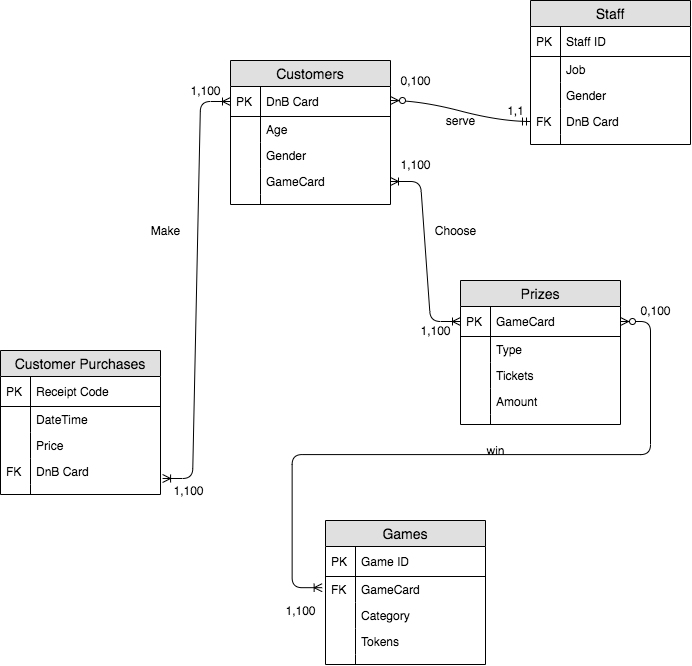 Staff
PK Staff ID
Job
Gender
FK DnB Card
1,1
serve
0,100
Customers
1,100
PK DnB Card
Age
Gender
GameCard
1,100
Make
Choose
Prizes
1,100
PK GameCard
0,100
Type
Tickets
Amount
Customer Purchases
PK Receipt Code
DateTime
Price
FK DnB Card
1,100
win
Games
PK Game ID
FK GameCard
1,100
Category
Tokens